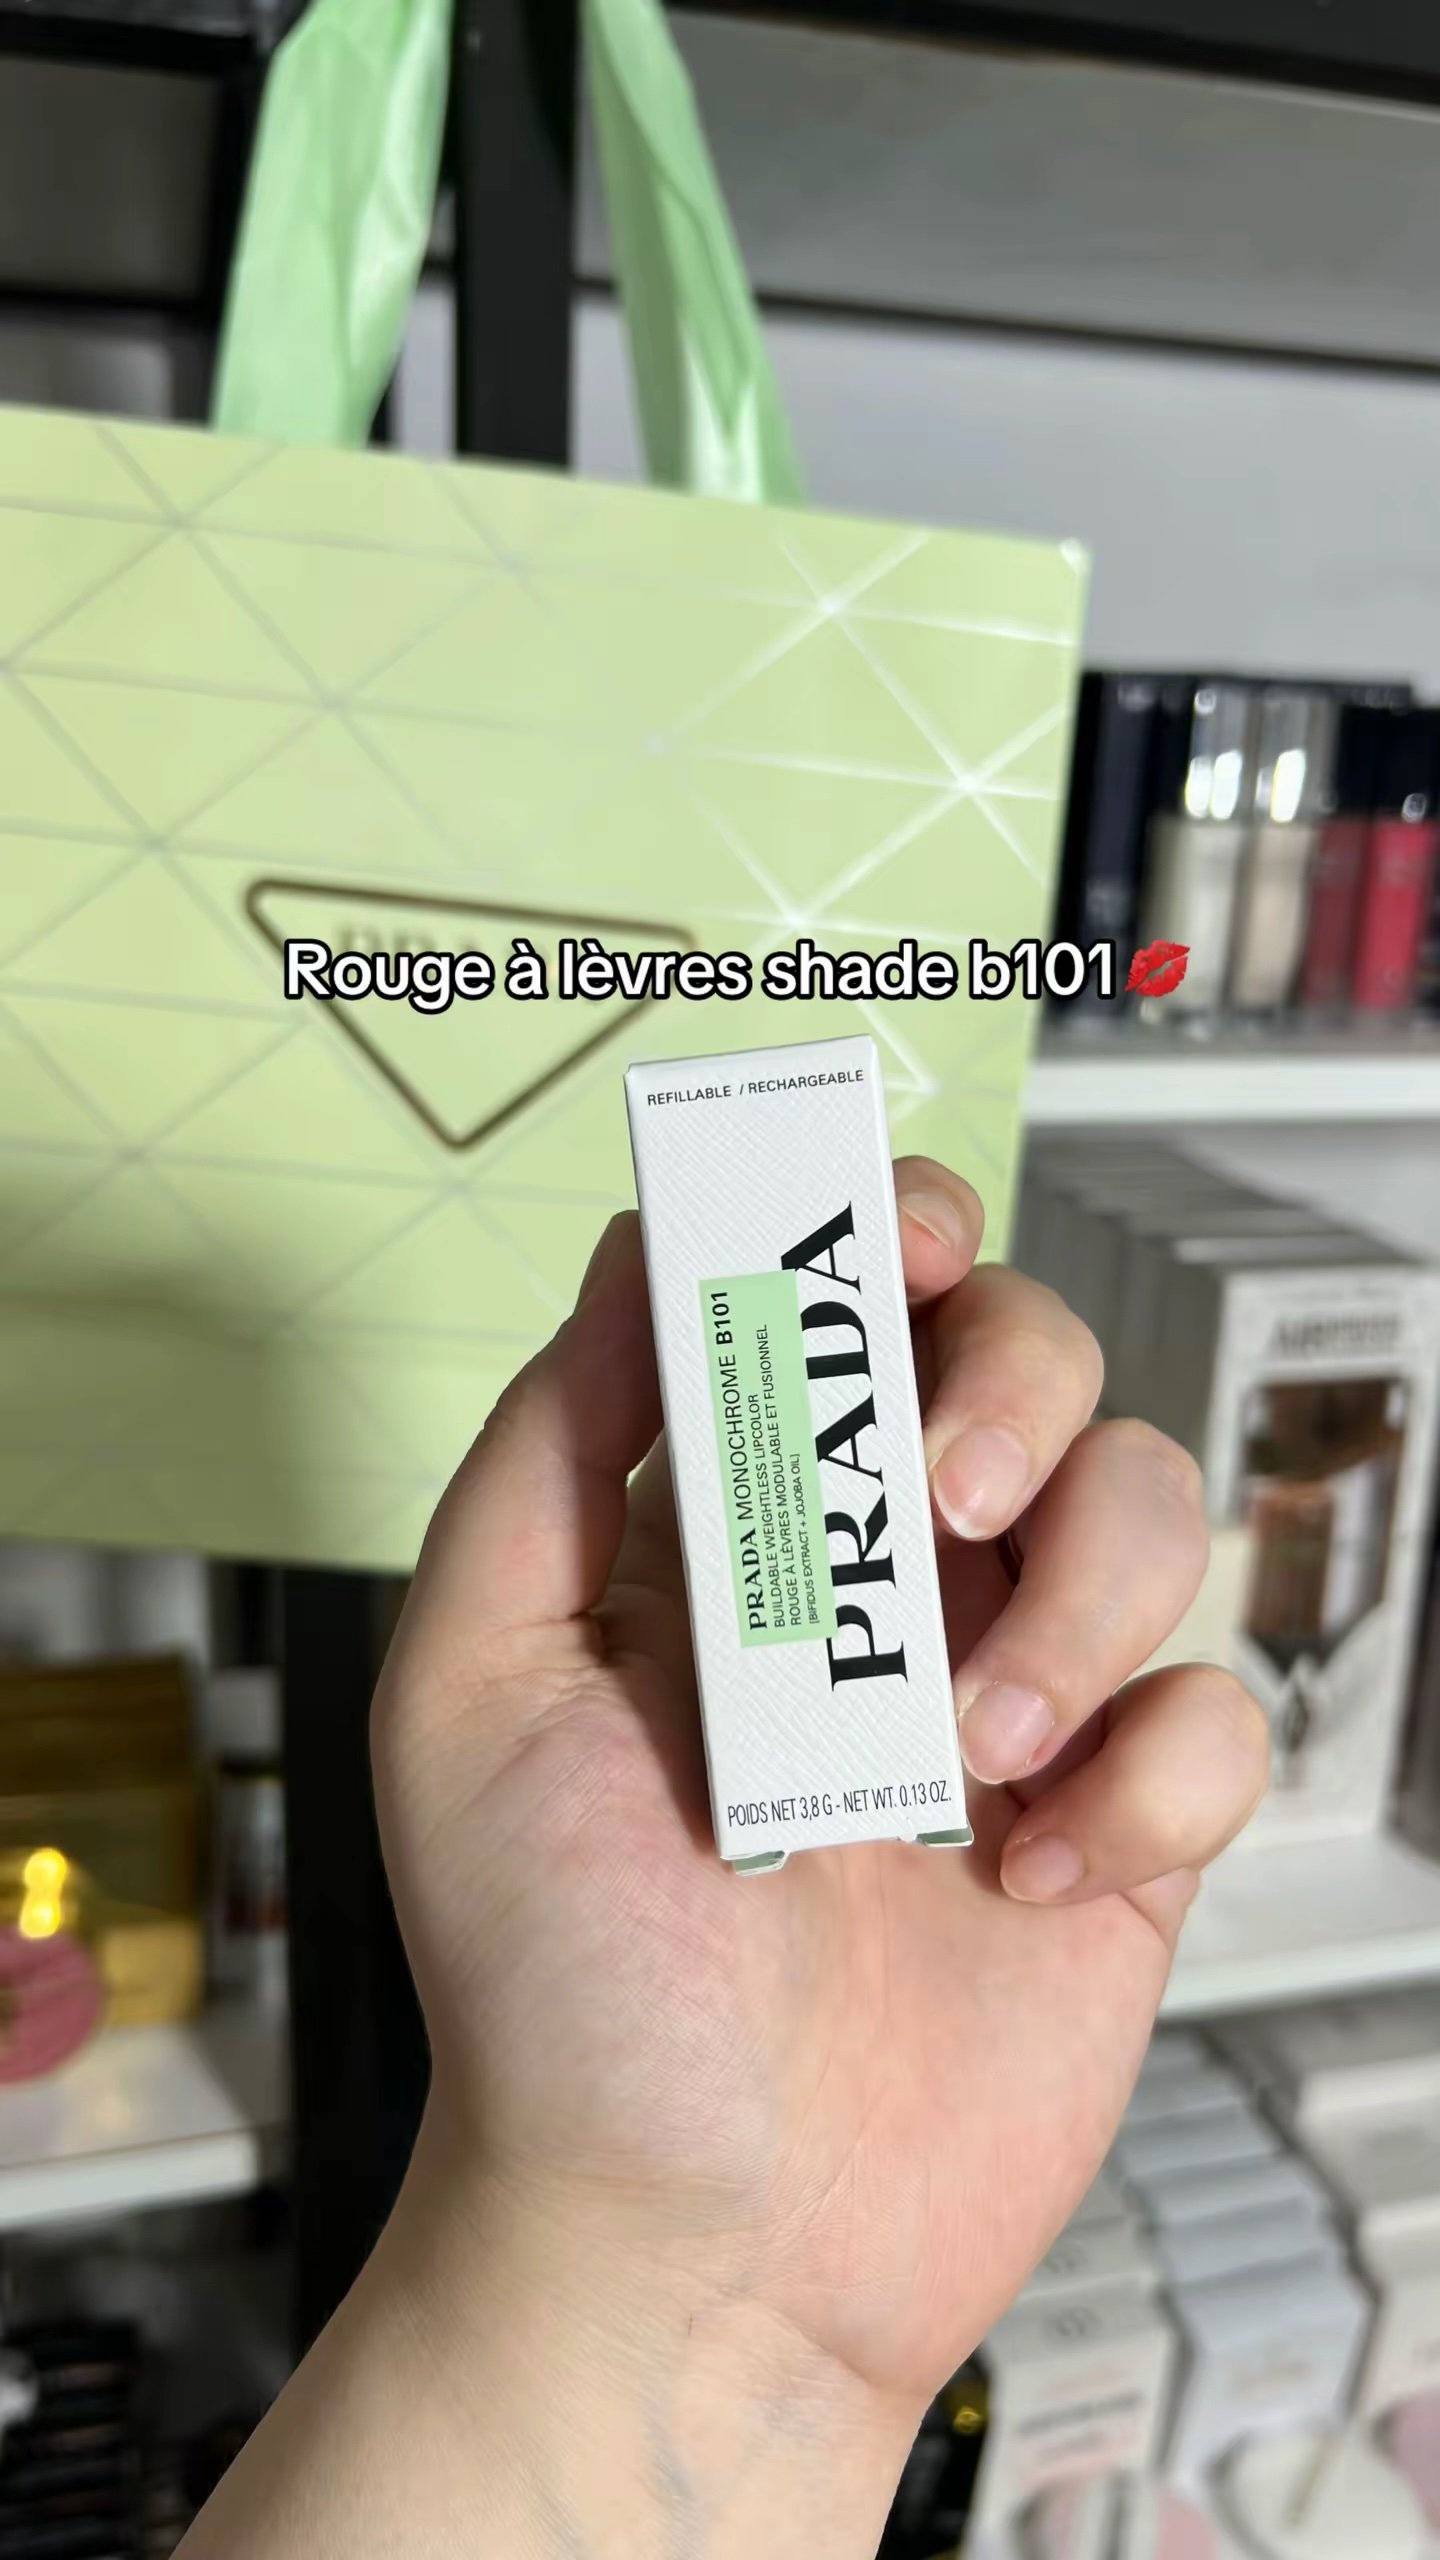 Rouge à lèvres shade b101💋
REFILLABLE / RECHARGEABLE
PRADA MONOCHROME B101
BUILDABLE WEIGHTLESS LIPCOLOR
ROUGE À LÈVRES MODULABLE ET FUSIONNEL
[BIFIDUS EXTRACT + JOJOBA OIL]
PRADA
POIDS NET 3,8 G - NET WT. 0.13 OZ.